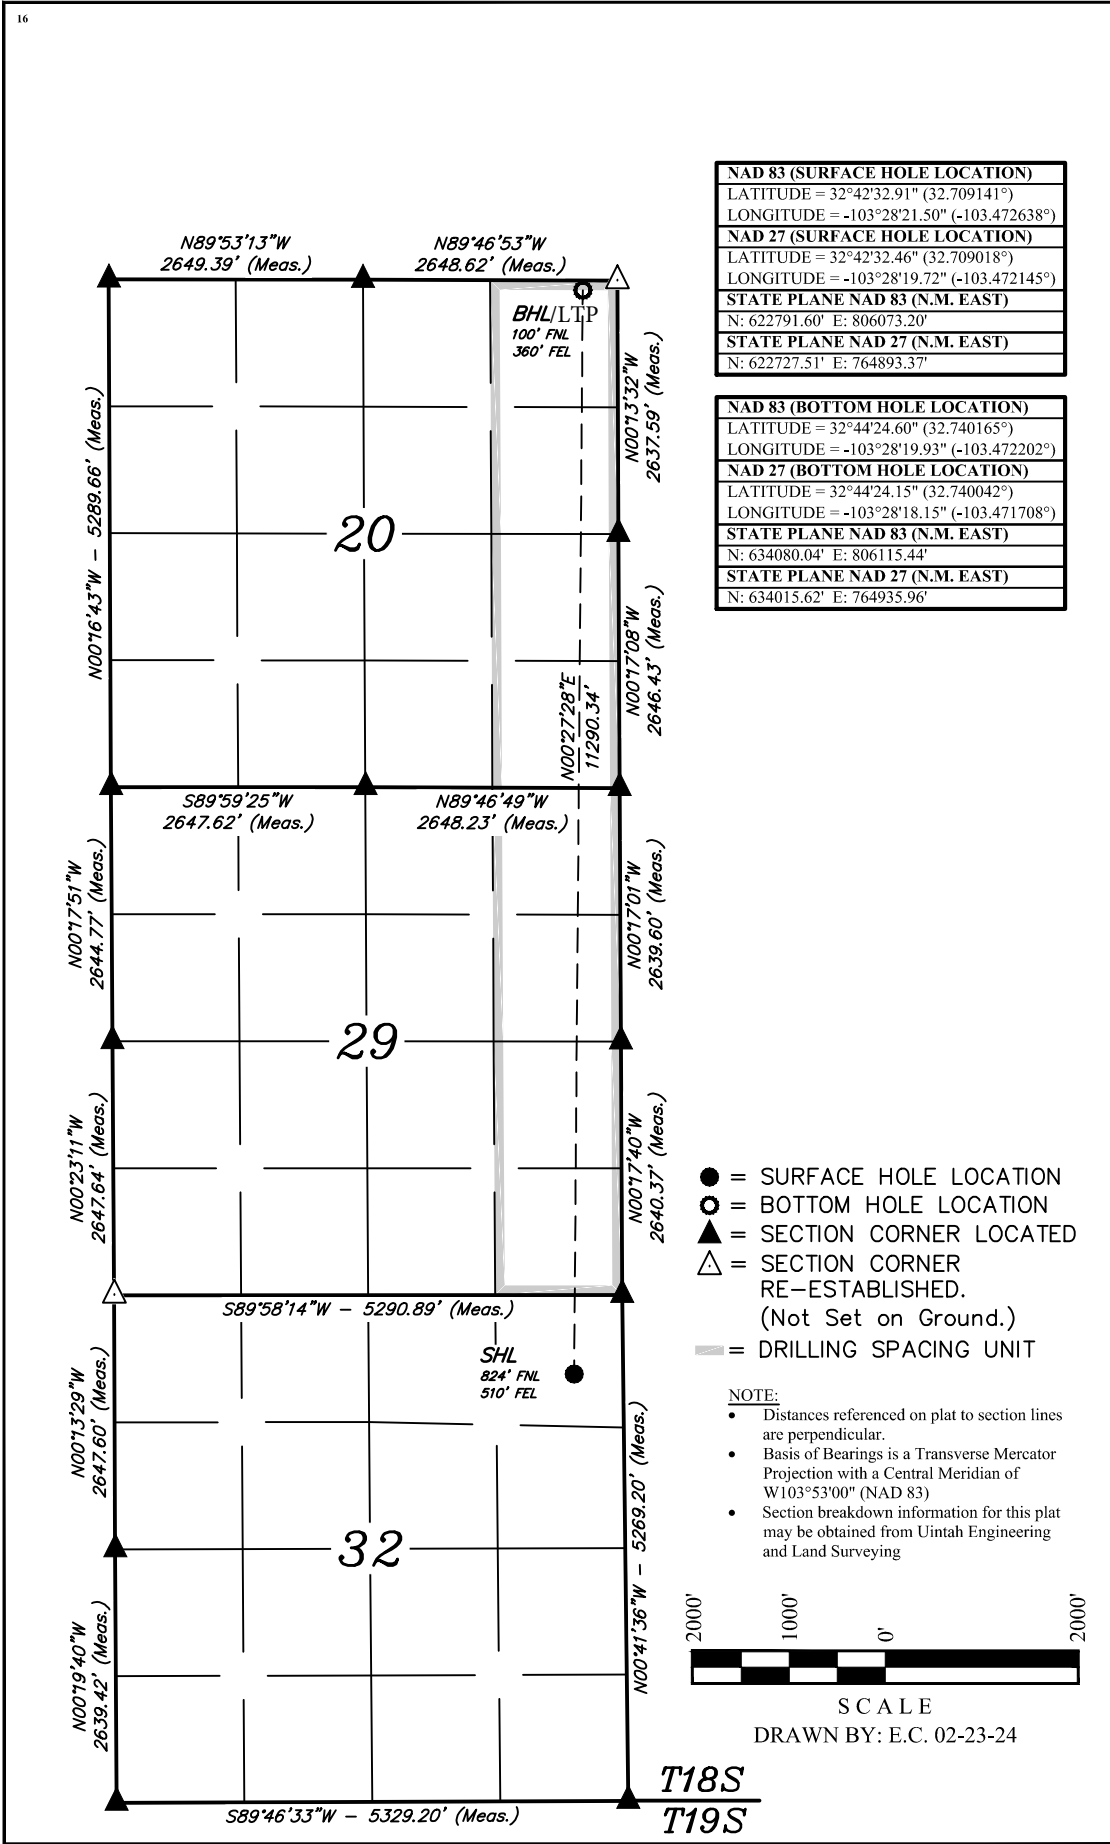 16
N89°53'13"W
2649.39' (Meas.)
N89°46'53"W
2648.62' (Meas.)
BHL/LTP
100' FNL
360' FEL
N00°13'32"W
2637.59' (Meas.)
N00°16'43"W - 5289.66' (Meas.)
20
N00°17'08"W
2646.43' (Meas.)
N00°27'28"E
11290.34'
S89°59'25"W
2647.62' (Meas.)
N89°46'49"W
2648.23' (Meas.)
N00°17'51"W
2644.77' (Meas.)
N00°17'01"W
2639.60' (Meas.)
29
N00°23'11"W
2647.64' (Meas.)
N00°17'40"W
2640.37' (Meas.)
S89°58'14"W - 5290.89' (Meas.)
SHL
824' FNL
510' FEL
N00°13'29"W
2647.60' (Meas.)
32
N00°41'36"W - 5269.20' (Meas.)
N00°19'40"W
2639.42' (Meas.)
S89°46'33"W - 5329.20' (Meas.)
T18S
T19S
NAD 83 (SURFACE HOLE LOCATION)
LATITUDE = 32°42'32.91" (32.709141°)
LONGITUDE = -103°28'21.50" (-103.472638°)
NAD 27 (SURFACE HOLE LOCATION)
LATITUDE = 32°42'32.46" (32.709018°)
LONGITUDE = -103°28'19.72" (-103.472145°)
STATE PLANE NAD 83 (N.M. EAST)
N: 622791.60' E: 806073.20'
STATE PLANE NAD 27 (N.M. EAST)
N: 622727.51' E: 764893.37'
NAD 83 (BOTTOM HOLE LOCATION)
LATITUDE = 32°44'24.60" (32.740165°)
LONGITUDE = -103°28'19.93" (-103.472202°)
NAD 27 (BOTTOM HOLE LOCATION)
LATITUDE = 32°44'24.15" (32.740042°)
LONGITUDE = -103°28'18.15" (-103.471708°)
STATE PLANE NAD 83 (N.M. EAST)
N: 634080.04' E: 806115.44'
STATE PLANE NAD 27 (N.M. EAST)
N: 634015.62' E: 764935.96'
= SURFACE HOLE LOCATION
= BOTTOM HOLE LOCATION
= SECTION CORNER LOCATED
= SECTION CORNER
RE-ESTABLISHED.
(Not Set on Ground.)
= DRILLING SPACING UNIT
NOTE:
• Distances referenced on plat to section lines
are perpendicular.
• Basis of Bearings is a Transverse Mercator
Projection with a Central Meridian of
W103°53'00" (NAD 83)
• Section breakdown information for this plat
may be obtained from Uintah Engineering
and Land Surveying
2000' 1000' 0' 2000'
SCALE
DRAWN BY: E.C. 02-23-24